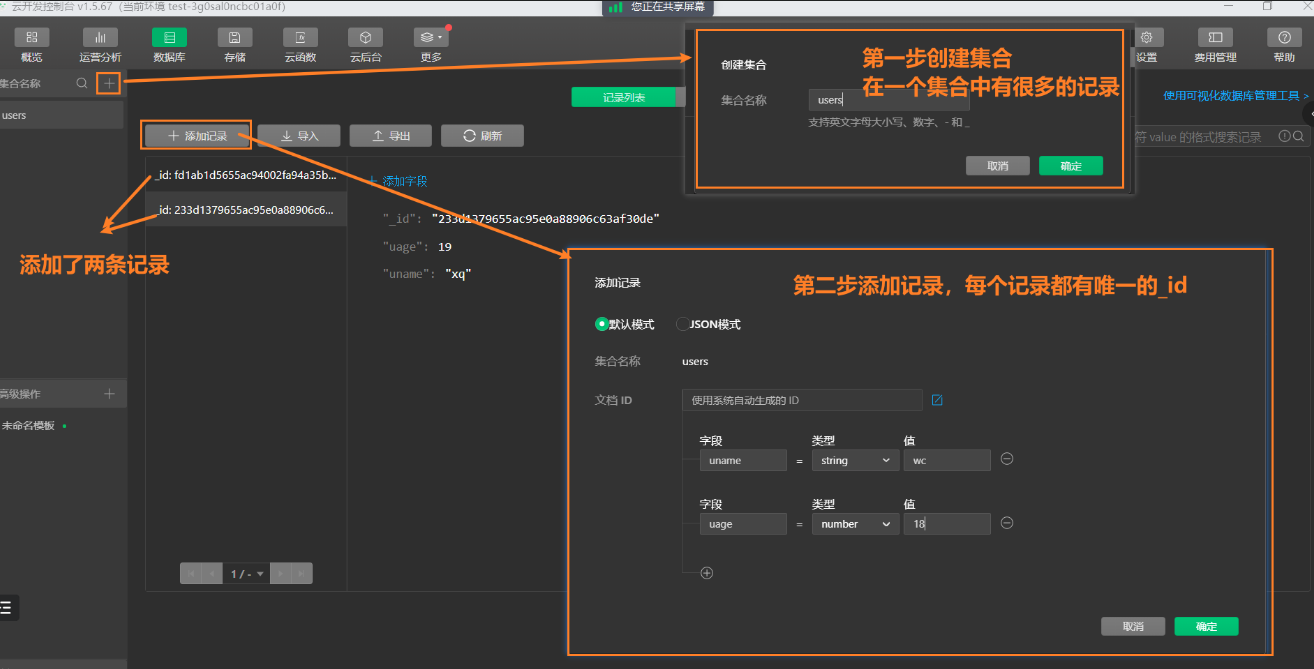 云开发控制台 v1.5.67（当前环境 test-3g0sal0ncbc01a0f）
您正在共享屏幕
概览
运营分析
数据库
存储
云函数
云后台
更多
设置
费用管理
帮助
集合名称
users
记录列表
使用可视化数据库管理工具 >
添加记录
导入
导出
刷新
符 value 的格式搜索记录
_id: fd1ab1d5655ac94002fa94a35b...
_id: 233d1379655ac95e0a88906c6...
添加字段
"_id": "233d1379655ac95e0a88906c63af30de"
"uage": 19
"uname": "xq"
添加了两条记录
高级操作
未命名模板
1 / -
创建集合
第一步创建集合
在一个集合中有很多的记录
集合名称
users
支持英文字母大小写、数字、- 和 _
取消
确定
添加记录
第二步添加记录，每个记录都有唯一的_id
默认模式
JSON模式
集合名称
users
文档 ID
使用系统自动生成的 ID
字段 类型 值
uname = string wc
字段 类型 值
uage = number 18
取消
确定